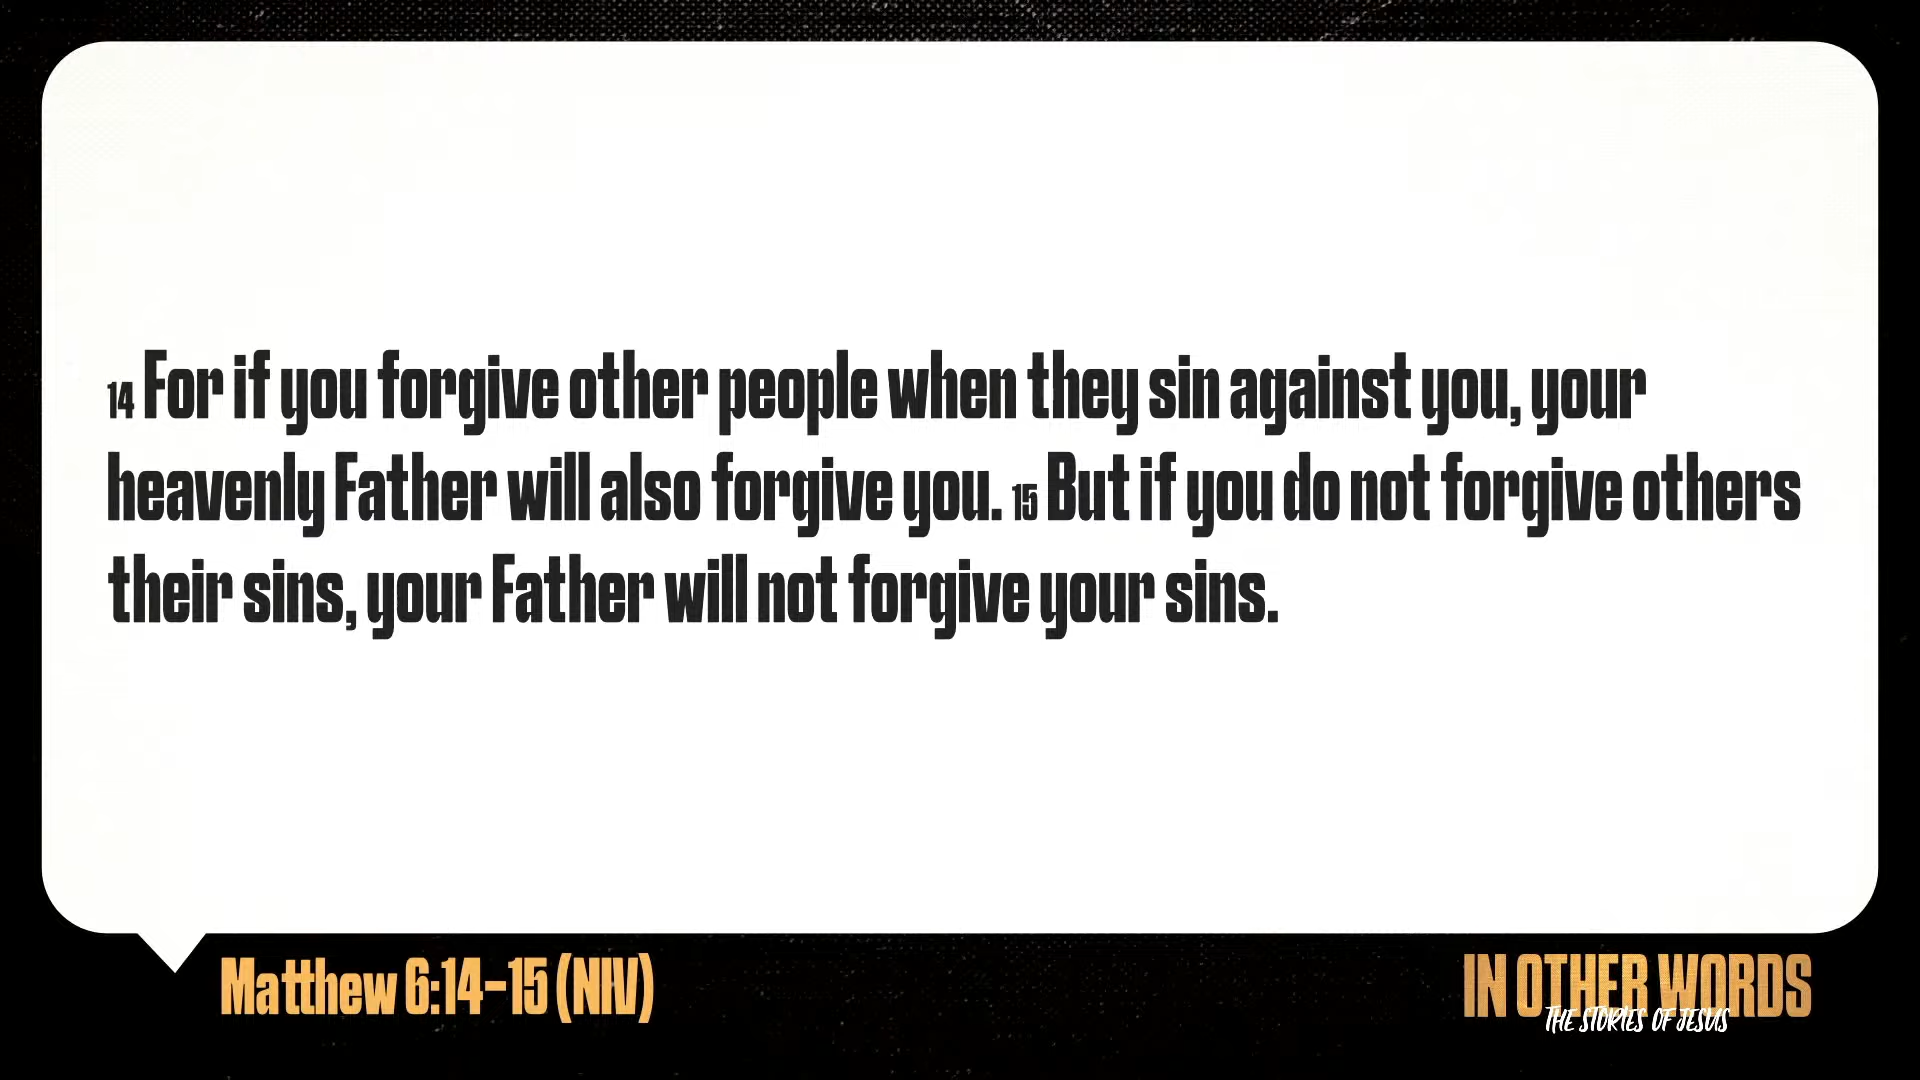 14 For if you forgive other people when they sin against you, your
heavenly Father will also forgive you. 15 But if you do not forgive others
their sins, your Father will not forgive your sins.
Matthew 6:14–15 (NIV)
IN OTHER WORDS
THE STORIES OF JESUS